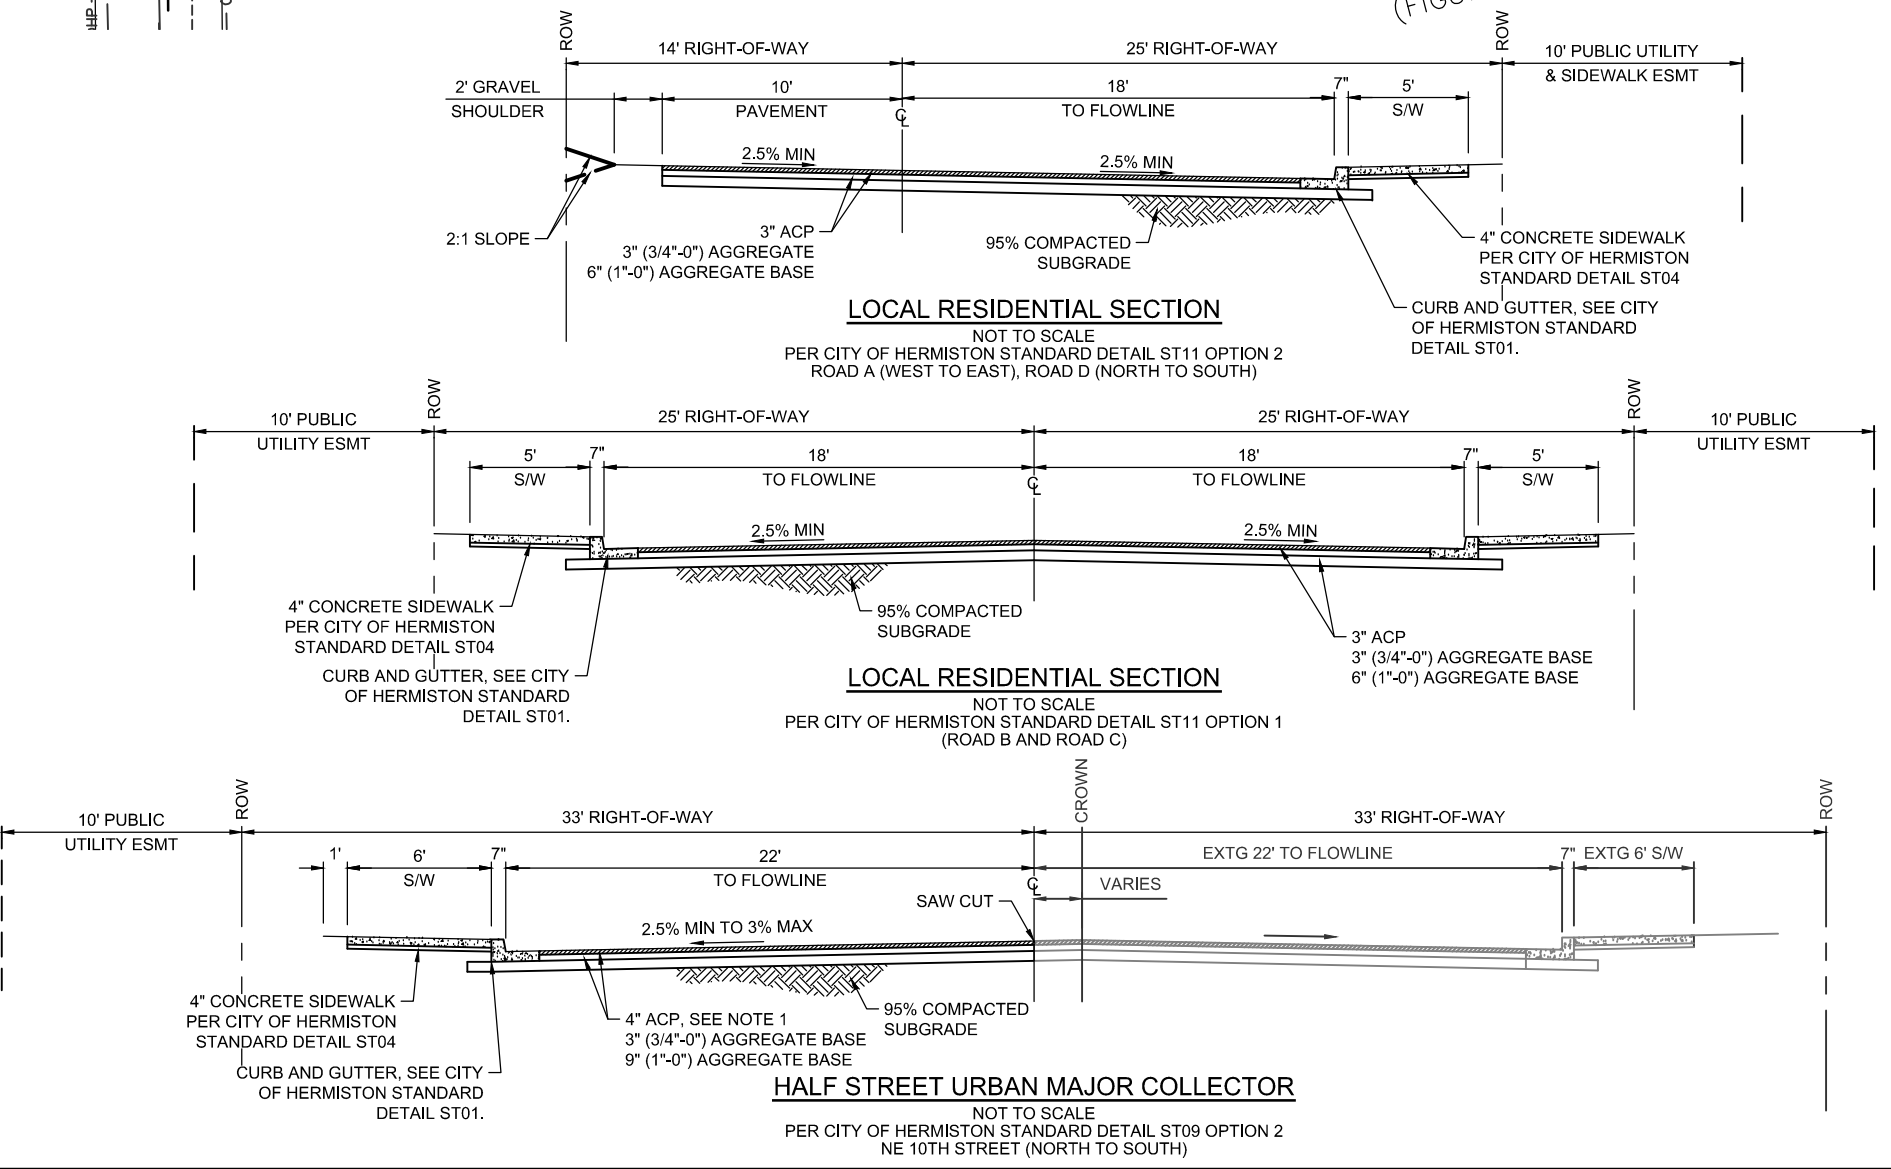 (FIGU
HP
ROW
14' RIGHT-OF-WAY
25' RIGHT-OF-WAY
ROW
10' PUBLIC UTILITY
& SIDEWALK ESMT
2' GRAVEL
SHOULDER
10'
PAVEMENT
CL
18'
TO FLOWLINE
7"
5'
S/W
2.5% MIN
2.5% MIN
2:1 SLOPE
3" ACP
3" (3/4"-0") AGGREGATE
6" (1"-0") AGGREGATE BASE
95% COMPACTED
SUBGRADE
4" CONCRETE SIDEWALK
PER CITY OF HERMISTON
STANDARD DETAIL ST04
CURB AND GUTTER, SEE CITY
OF HERMISTON STANDARD
DETAIL ST01.
LOCAL RESIDENTIAL SECTION
NOT TO SCALE
PER CITY OF HERMISTON STANDARD DETAIL ST11 OPTION 2
ROAD A (WEST TO EAST), ROAD D (NORTH TO SOUTH)
10' PUBLIC
UTILITY ESMT
ROW
25' RIGHT-OF-WAY
25' RIGHT-OF-WAY
ROW
10' PUBLIC
UTILITY ESMT
5'
S/W
7"
18'
TO FLOWLINE
CL
18'
TO FLOWLINE
7"
5'
S/W
2.5% MIN
2.5% MIN
4" CONCRETE SIDEWALK
PER CITY OF HERMISTON
STANDARD DETAIL ST04
CURB AND GUTTER, SEE CITY
OF HERMISTON STANDARD
DETAIL ST01.
95% COMPACTED
SUBGRADE
3" ACP
3" (3/4"-0") AGGREGATE BASE
6" (1"-0") AGGREGATE BASE
LOCAL RESIDENTIAL SECTION
NOT TO SCALE
PER CITY OF HERMISTON STANDARD DETAIL ST11 OPTION 1
(ROAD B AND ROAD C)
10' PUBLIC
UTILITY ESMT
ROW
33' RIGHT-OF-WAY
CROWN
33' RIGHT-OF-WAY
ROW
1'
6'
S/W
7"
22'
TO FLOWLINE
CL
EXTG 22' TO FLOWLINE
7"
EXTG 6' S/W
VARIES
SAW CUT
2.5% MIN TO 3% MAX
4" CONCRETE SIDEWALK
PER CITY OF HERMISTON
STANDARD DETAIL ST04
CURB AND GUTTER, SEE CITY
OF HERMISTON STANDARD
DETAIL ST01.
4" ACP, SEE NOTE 1
3" (3/4"-0") AGGREGATE BASE
9" (1"-0") AGGREGATE BASE
95% COMPACTED
SUBGRADE
HALF STREET URBAN MAJOR COLLECTOR
NOT TO SCALE
PER CITY OF HERMISTON STANDARD DETAIL ST09 OPTION 2
NE 10TH STREET (NORTH TO SOUTH)